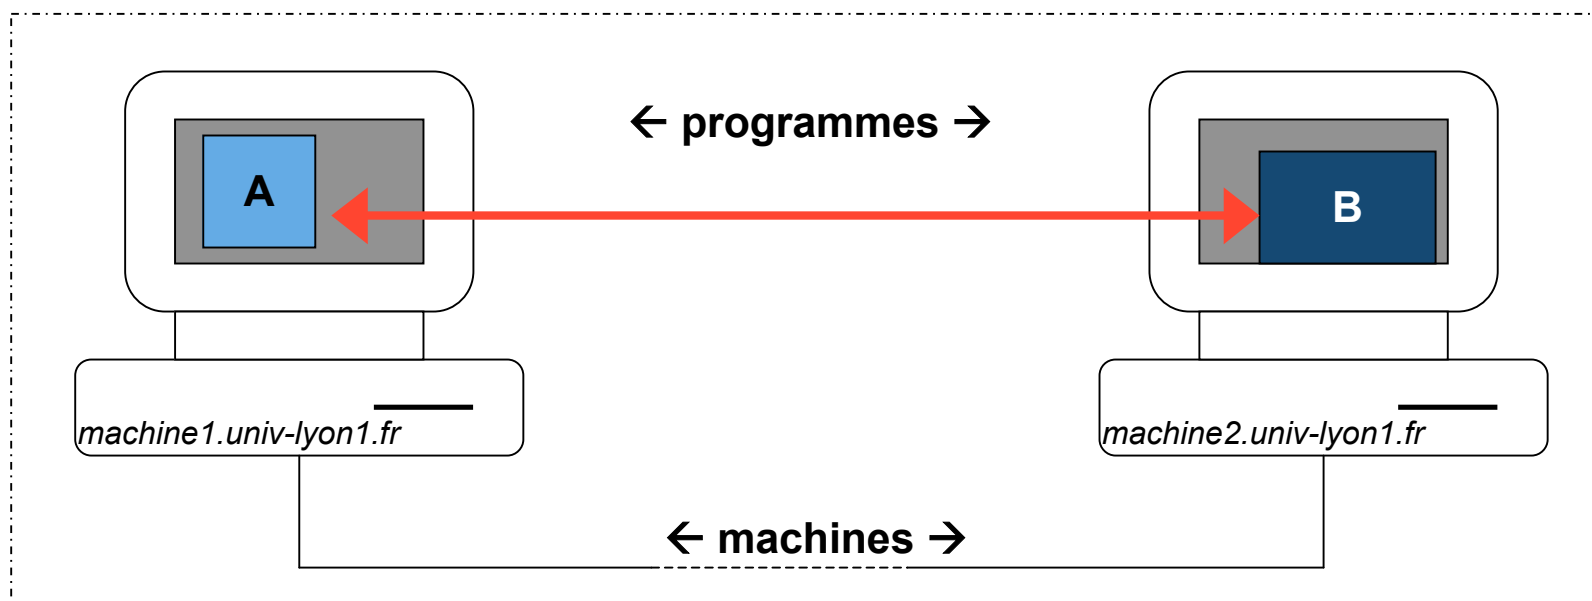 ← programmes →
A
B
machine1.univ-lyon1.fr
machine2.univ-lyon1.fr
← machines →